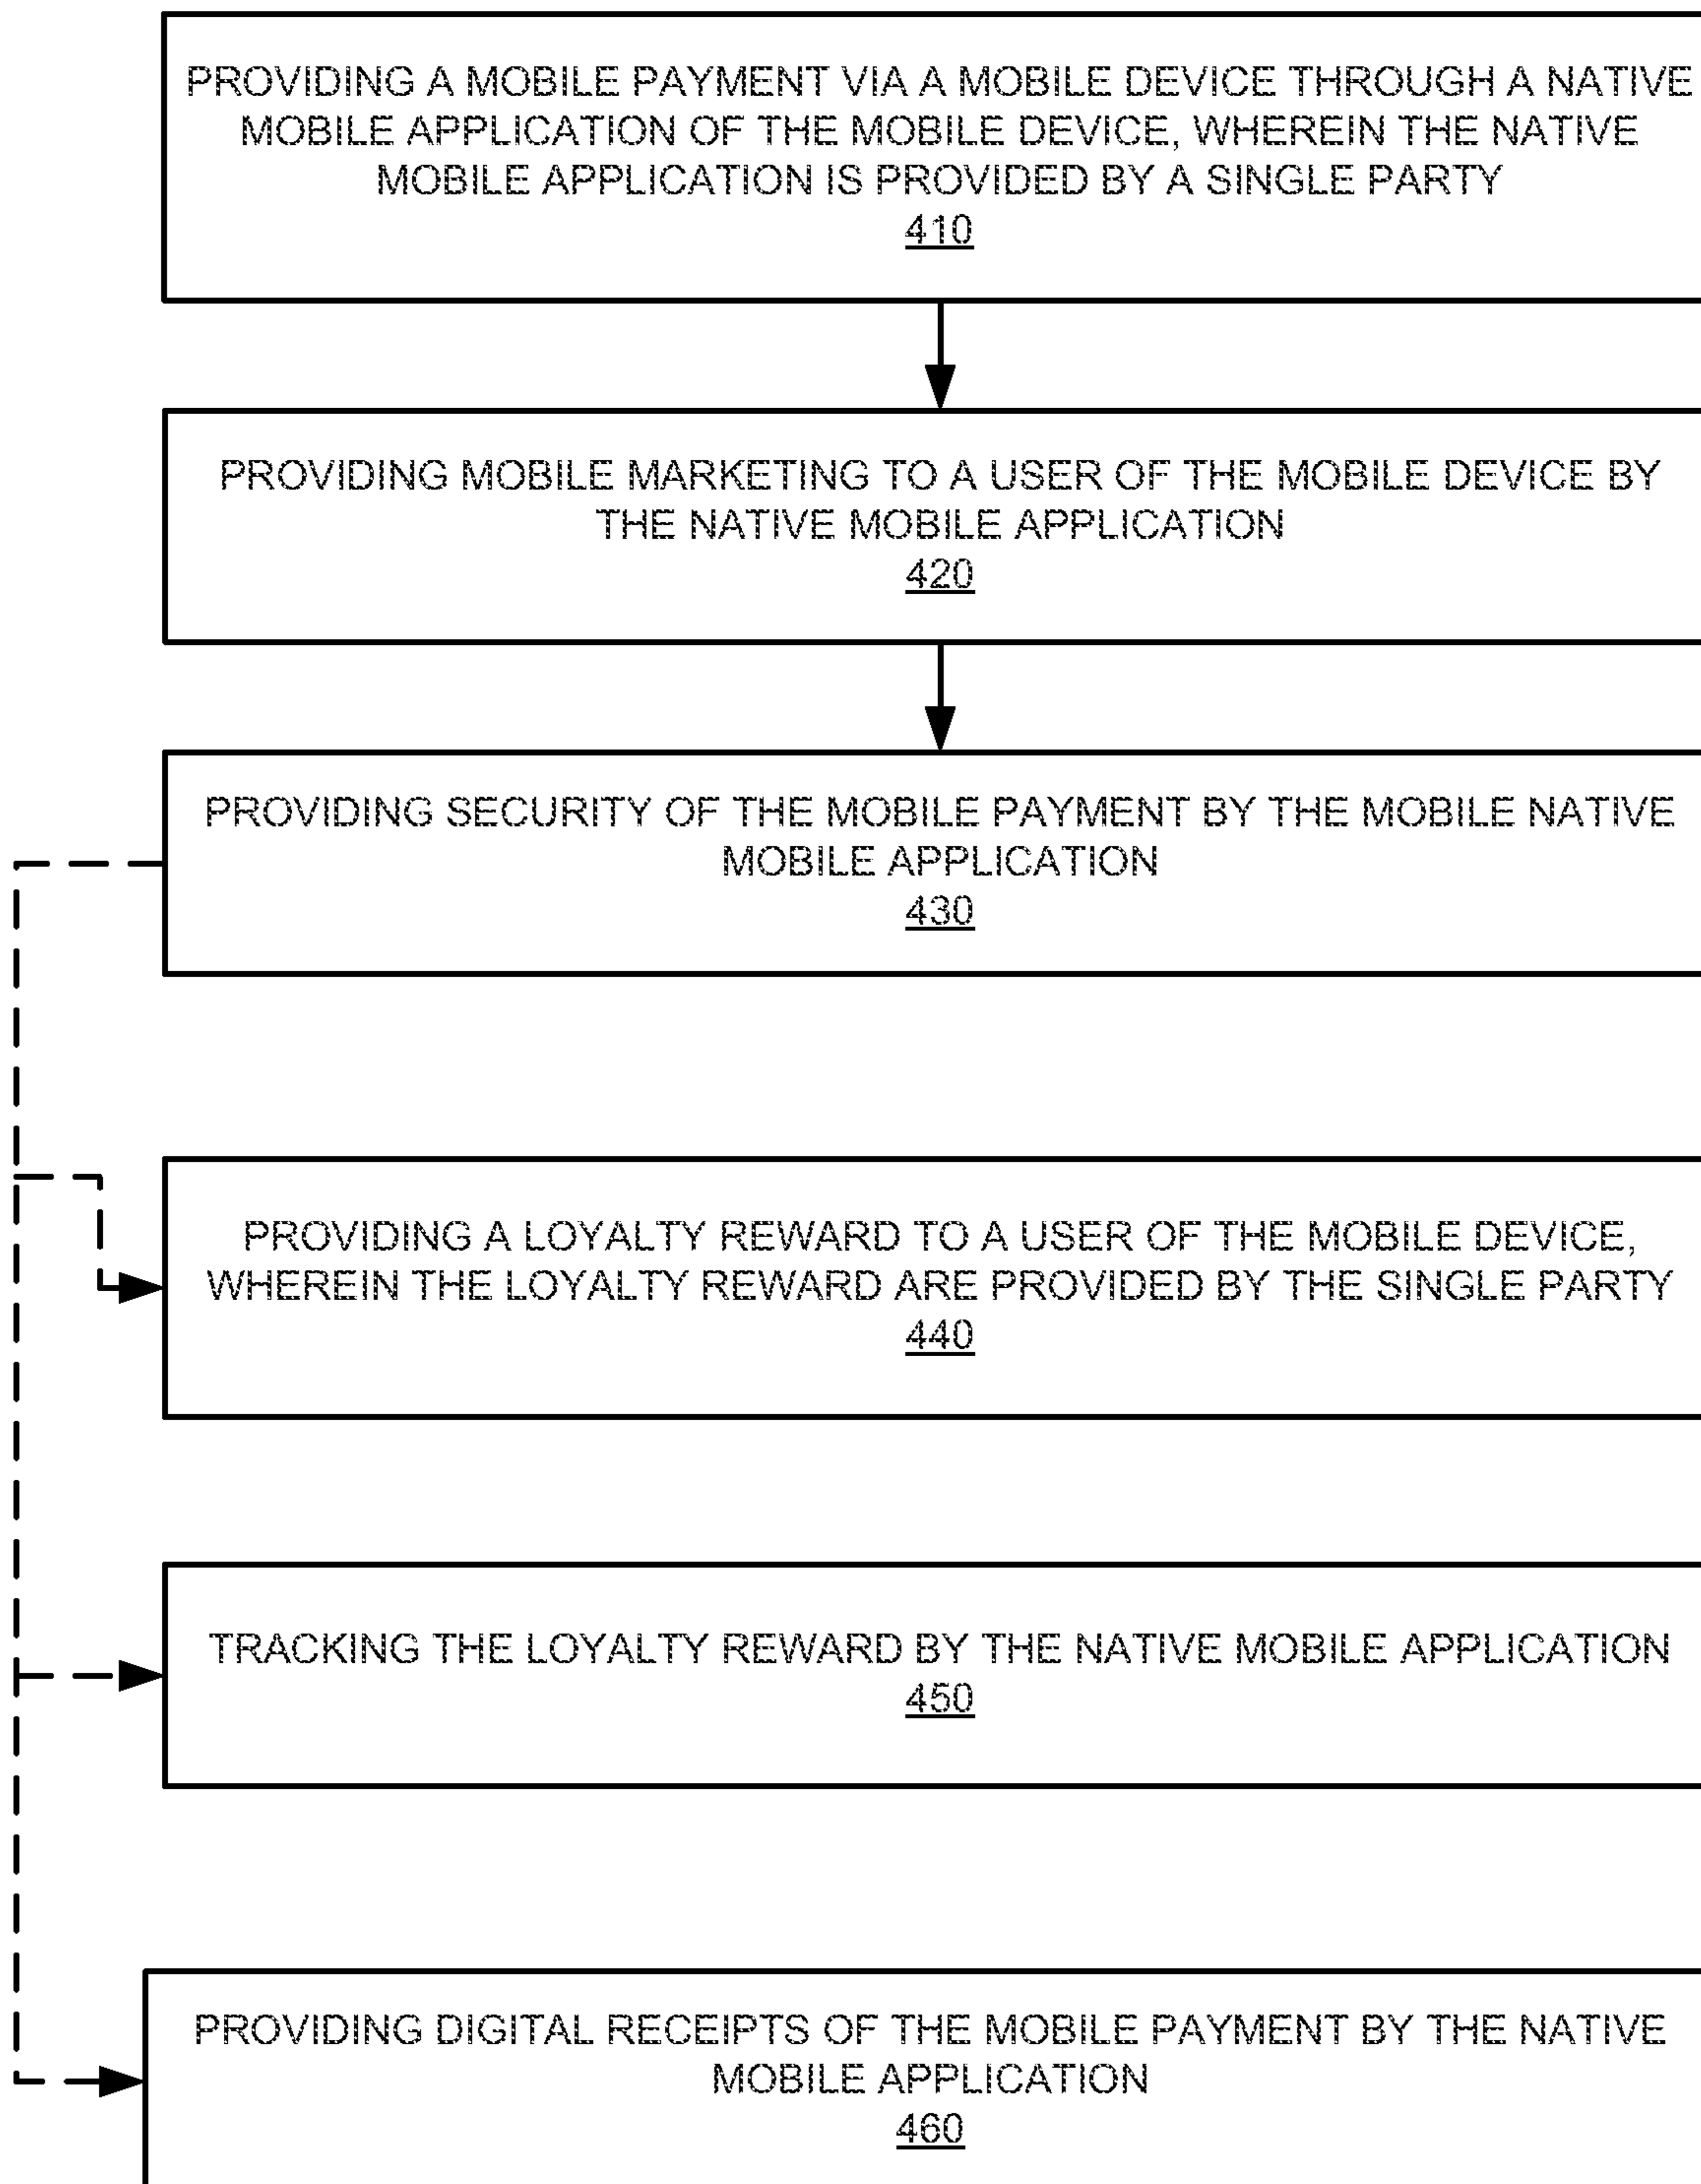 PROVIDING A MOBILE PAYMENT VIA A MOBILE DEVICE THROUGH A NATIVE
MOBILE APPLICATION OF THE MOBILE DEVICE, WHEREIN THE NATIVE
MOBILE APPLICATION IS PROVIDED BY A SINGLE PARTY
410
PROVIDING MOBILE MARKETING TO A USER OF THE MOBILE DEVICE BY
THE NATIVE MOBILE APPLICATION
420
PROVIDING SECURITY OF THE MOBILE PAYMENT BY THE MOBILE NATIVE
MOBILE APPLICATION
430
PROVIDING A LOYALTY REWARD TO A USER OF THE MOBILE DEVICE,
WHEREIN THE LOYALTY REWARD ARE PROVIDED BY THE SINGLE PARTY
440
TRACKING THE LOYALTY REWARD BY THE NATIVE MOBILE APPLICATION
450
PROVIDING DIGITAL RECEIPTS OF THE MOBILE PAYMENT BY THE NATIVE
MOBILE APPLICATION
460